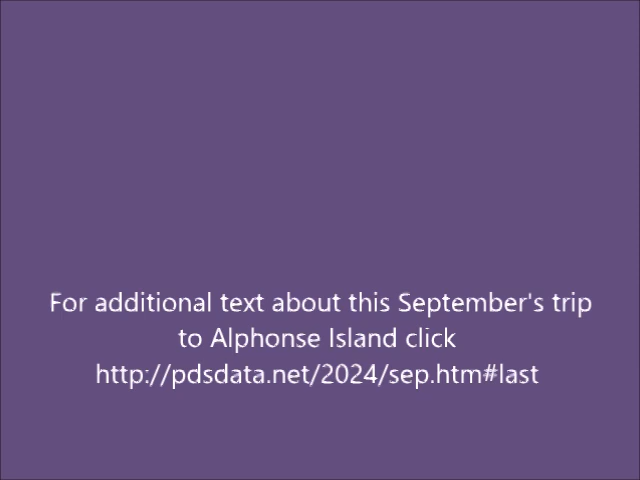 For additional text about this September's trip
to Alphonse Island click
http://pdsdata.net/2024/sep.htm#last